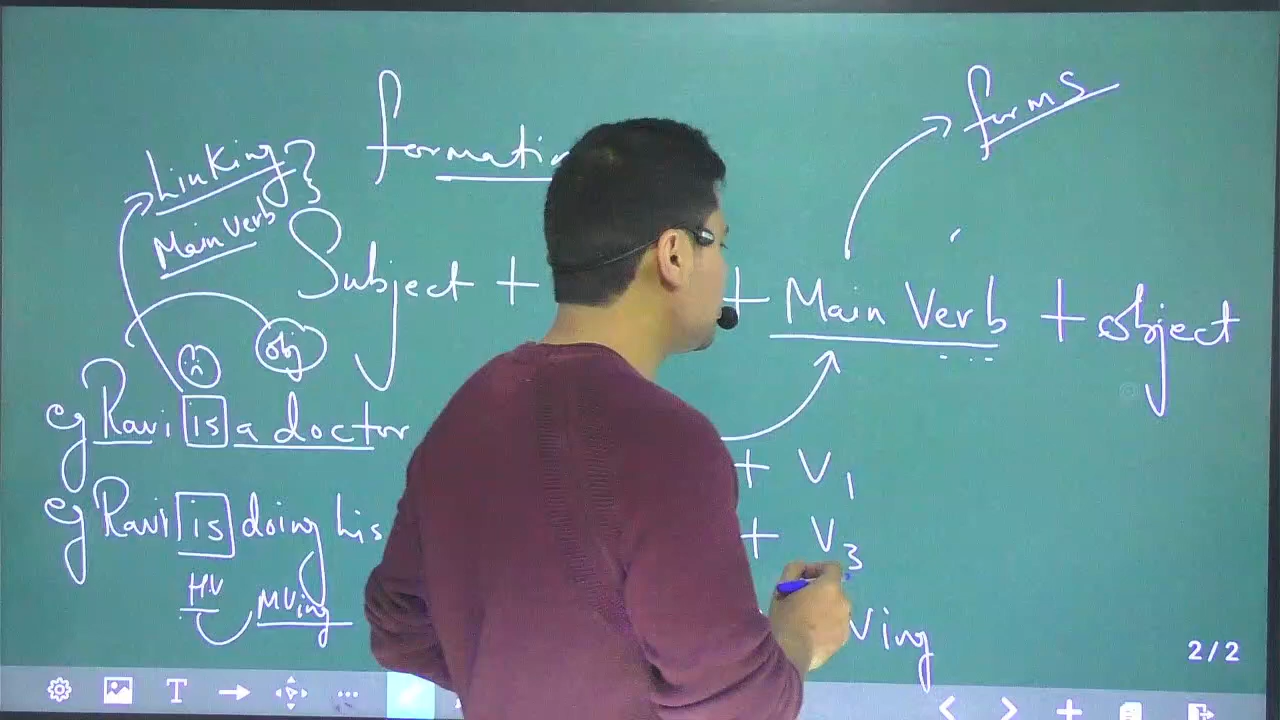 forms
formatio
Linking }
Main Verb
Subject + + Main Verb + object
obj
eg Ravi is a doctor
+ V1
eg Ravi is doing his
+ V3
HV MVing
Ving
2/2
T